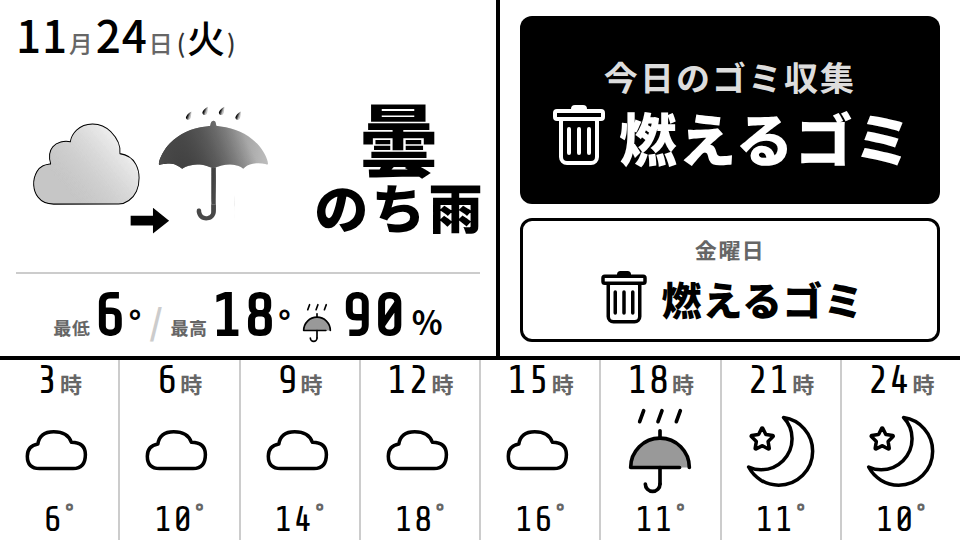 11月24日(火)
曇
のち雨
最低 6° / 最高 18° 90 %
今日のゴミ収集
燃えるゴミ
金曜日
燃えるゴミ
3時 6時 9時 12時 15時 18時 21時 24時
6° 10° 14° 18° 16° 11° 11° 10°